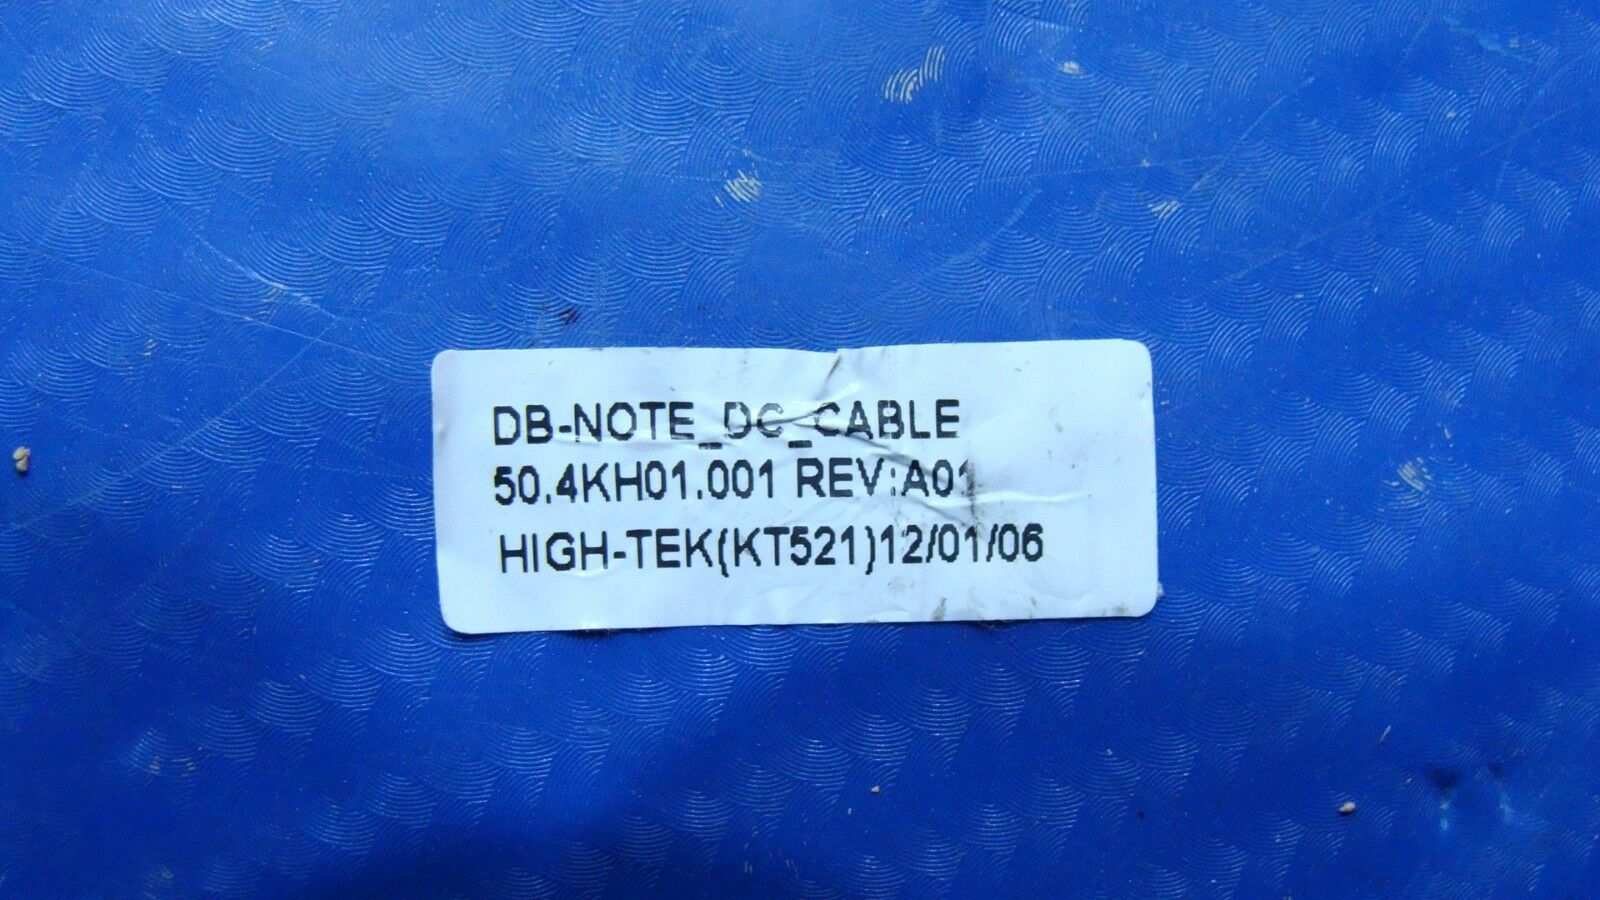 DB-NOTE_DC_CABLE
50.4KH01.001 REV:A01
HIGH-TEK(KT521)12/01/06